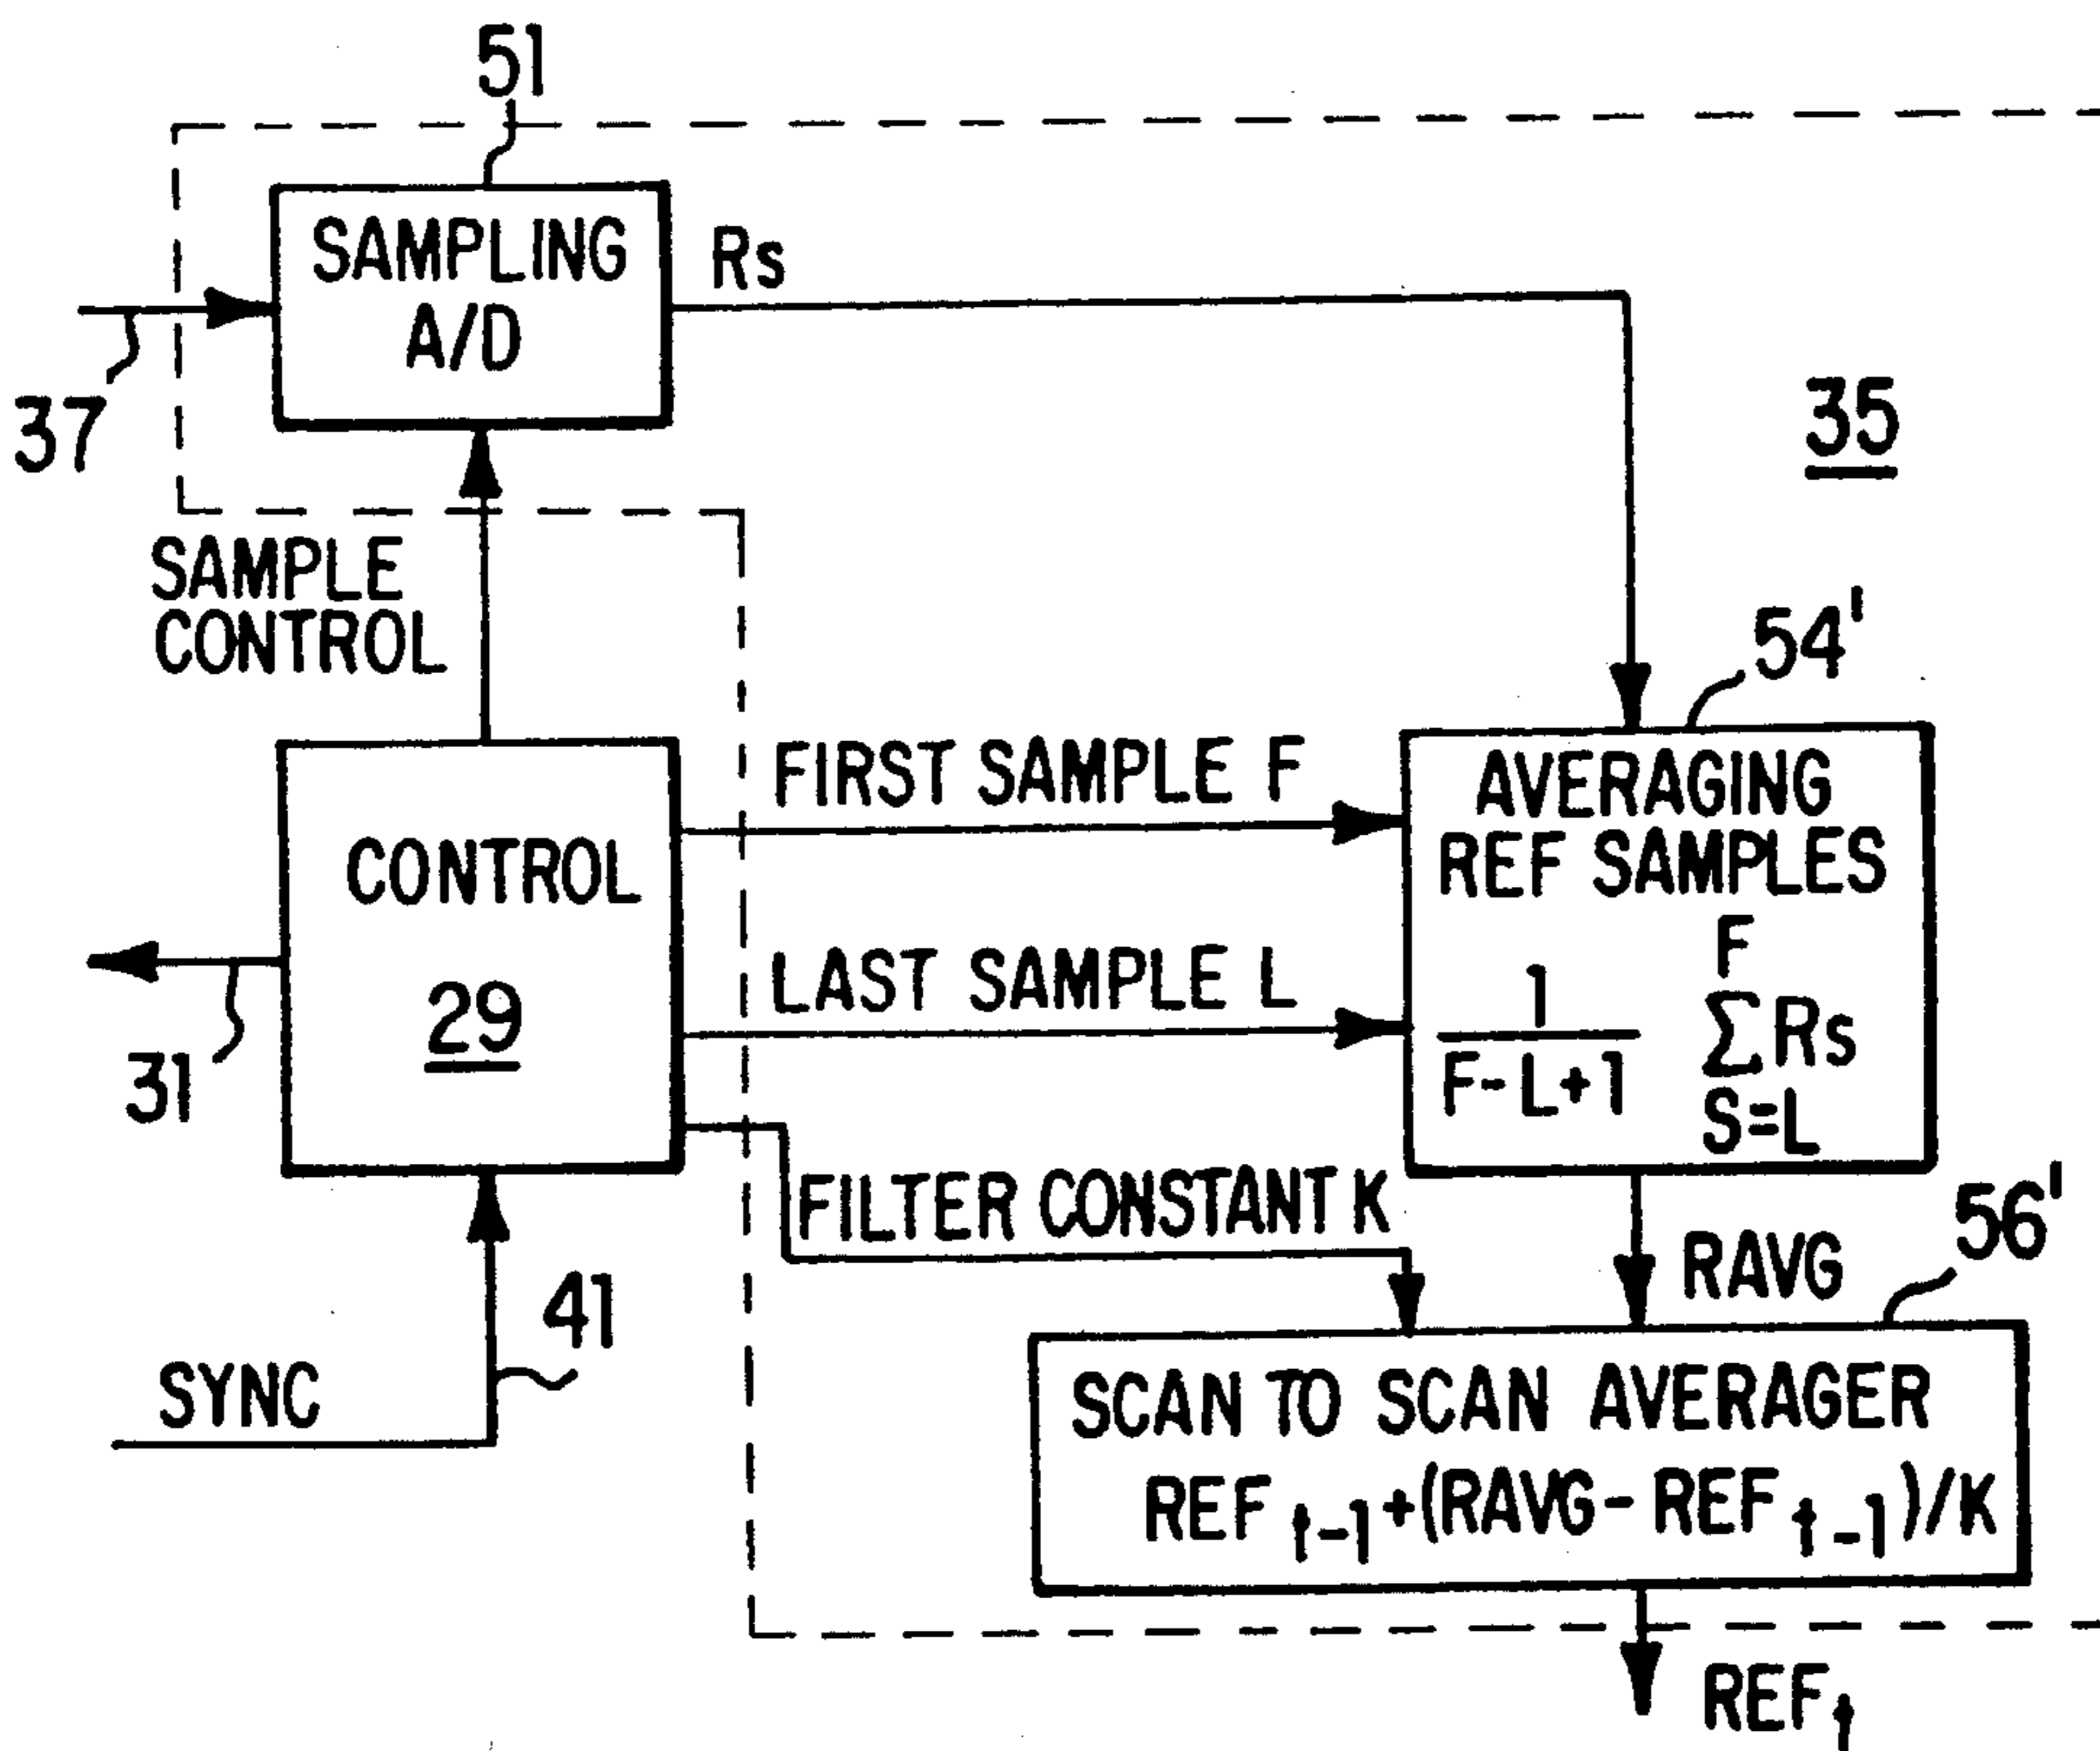 51
SAMPLING
A/D
Rs
37
35
SAMPLE
CONTROL
54'
FIRST SAMPLE F
AVERAGING
REF SAMPLES
CONTROL
29
LAST SAMPLE L
F
1
ΣRs
F-L+1
S=L
31
FILTER CONSTANT K
56'
RAVG
41
SYNC
SCAN TO SCAN AVERAGER
REF t-1+(RAVG-REF t-1)/K
REF t